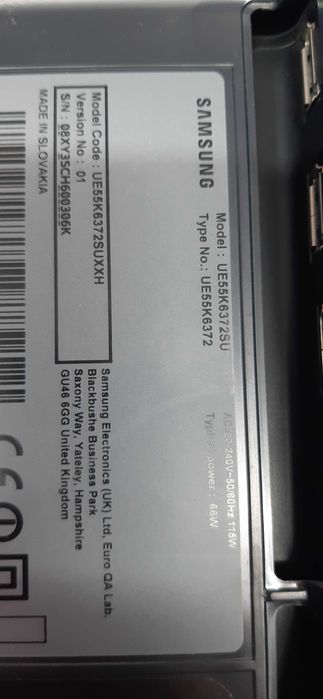 SAMSUNG
Model : UE55K6372SU
Type No.: UE55K6372
240V~50/60Hz 115W
power : 66W
Model Code : UE55K6372SUXXH
Version No : 01
S/N : 08XY3SCH600306K
MADE IN SLOVAKIA
Samsung Electronics (UK) Ltd, Euro QA Lab.
Blackbushe Business Park
Saxony Way, Yateley, Hampshire
GU46 6GG United Kingdom
CE